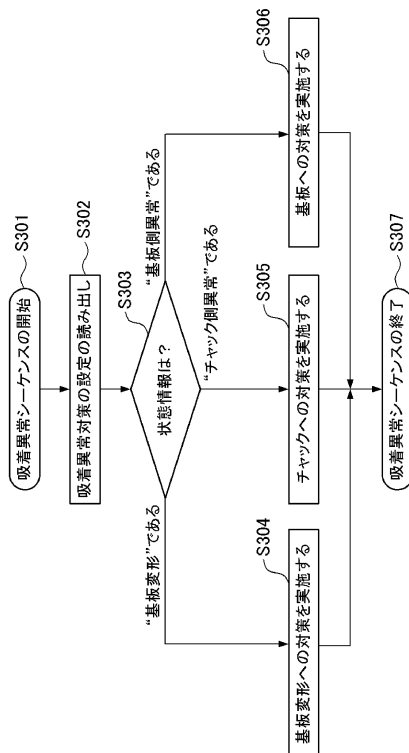 吸着異常シーケンスの開始
S301
吸着異常対策の設定の読み出し
S302
状態情報は？
S303
“基板変形”である
“チャック側異常”である
“基板側異常”である
基板変形への対策を実施する
S304
チャックへの対策を実施する
S305
基板への対策を実施する
S306
吸着異常シーケンスの終了
S307